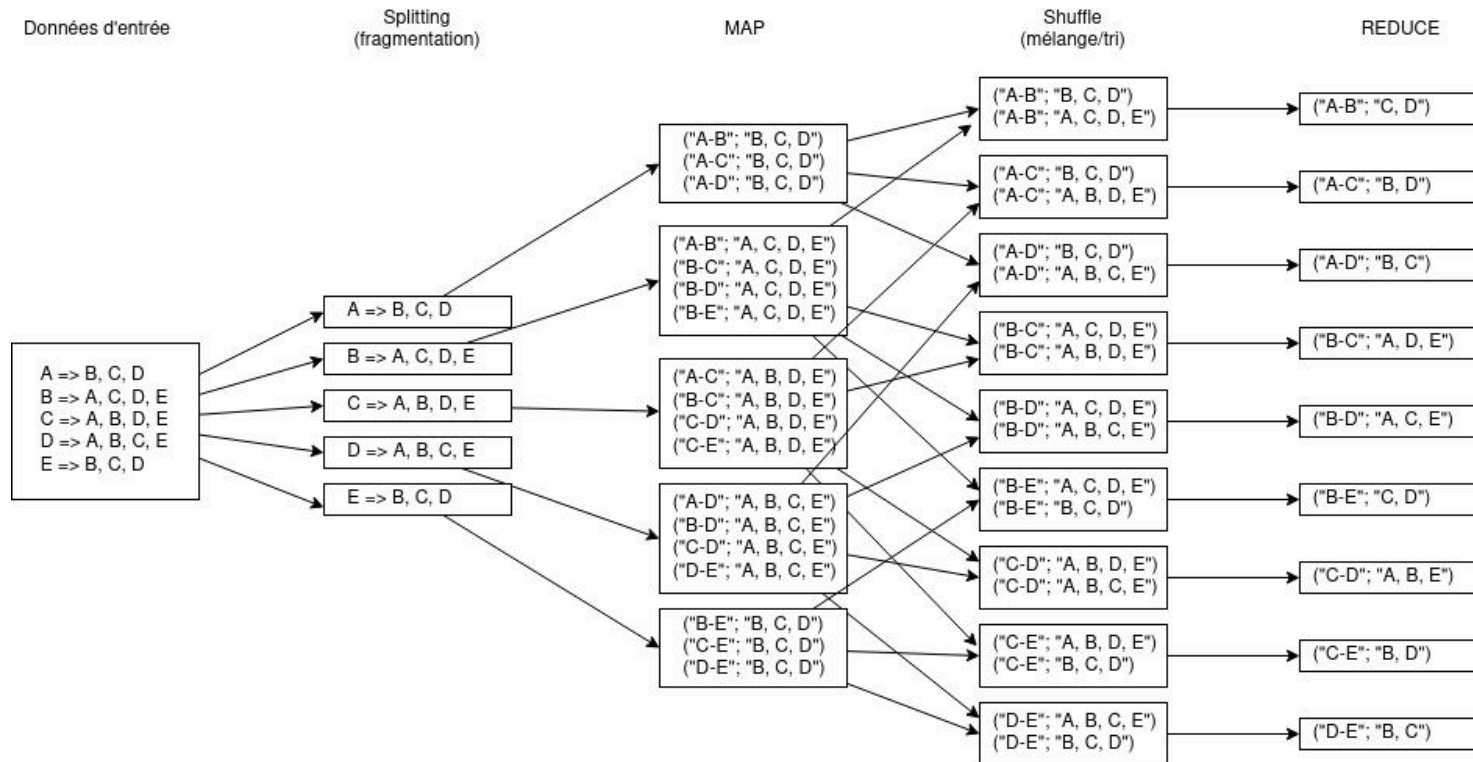 Données d'entrée
Splitting
(fragmentation)
MAP
Shuffle
(mélange/tri)
REDUCE
A => B, C, D
B => A, C, D, E
C => A, B, D, E
D => A, B, C, E
E => B, C, D
A => B, C, D
B => A, C, D, E
C => A, B, D, E
D => A, B, C, E
E => B, C, D
("A-B"; "B, C, D")
("A-C"; "B, C, D")
("A-D"; "B, C, D")
("A-B"; "A, C, D, E")
("B-C"; "A, C, D, E")
("B-D"; "A, C, D, E")
("B-E"; "A, C, D, E")
("A-C"; "A, B, D, E")
("B-C"; "A, B, D, E")
("C-D"; "A, B, D, E")
("C-E"; "A, B, D, E")
("A-D"; "A, B, C, E")
("B-D"; "A, B, C, E")
("C-D"; "A, B, C, E")
("D-E"; "A, B, C, E")
("B-E"; "B, C, D")
("C-E"; "B, C, D")
("D-E"; "B, C, D")
("A-B"; "B, C, D")
("A-B"; "A, C, D, E")
("A-C"; "B, C, D")
("A-C"; "A, B, D, E")
("A-D"; "B, C, D")
("A-D"; "A, B, C, E")
("B-C"; "A, C, D, E")
("B-C"; "A, B, D, E")
("B-D"; "A, C, D, E")
("B-D"; "A, B, C, E")
("B-E"; "A, C, D, E")
("B-E"; "B, C, D")
("C-D"; "A, B, D, E")
("C-D"; "A, B, C, E")
("C-E"; "A, B, D, E")
("C-E"; "B, C, D")
("D-E"; "A, B, C, E")
("D-E"; "B, C, D")
("A-B"; "C, D")
("A-C"; "B, D")
("A-D"; "B, C")
("B-C"; "A, D, E")
("B-D"; "A, C, E")
("B-E"; "C, D")
("C-D"; "A, B, E")
("C-E"; "B, D")
("D-E"; "B, C")